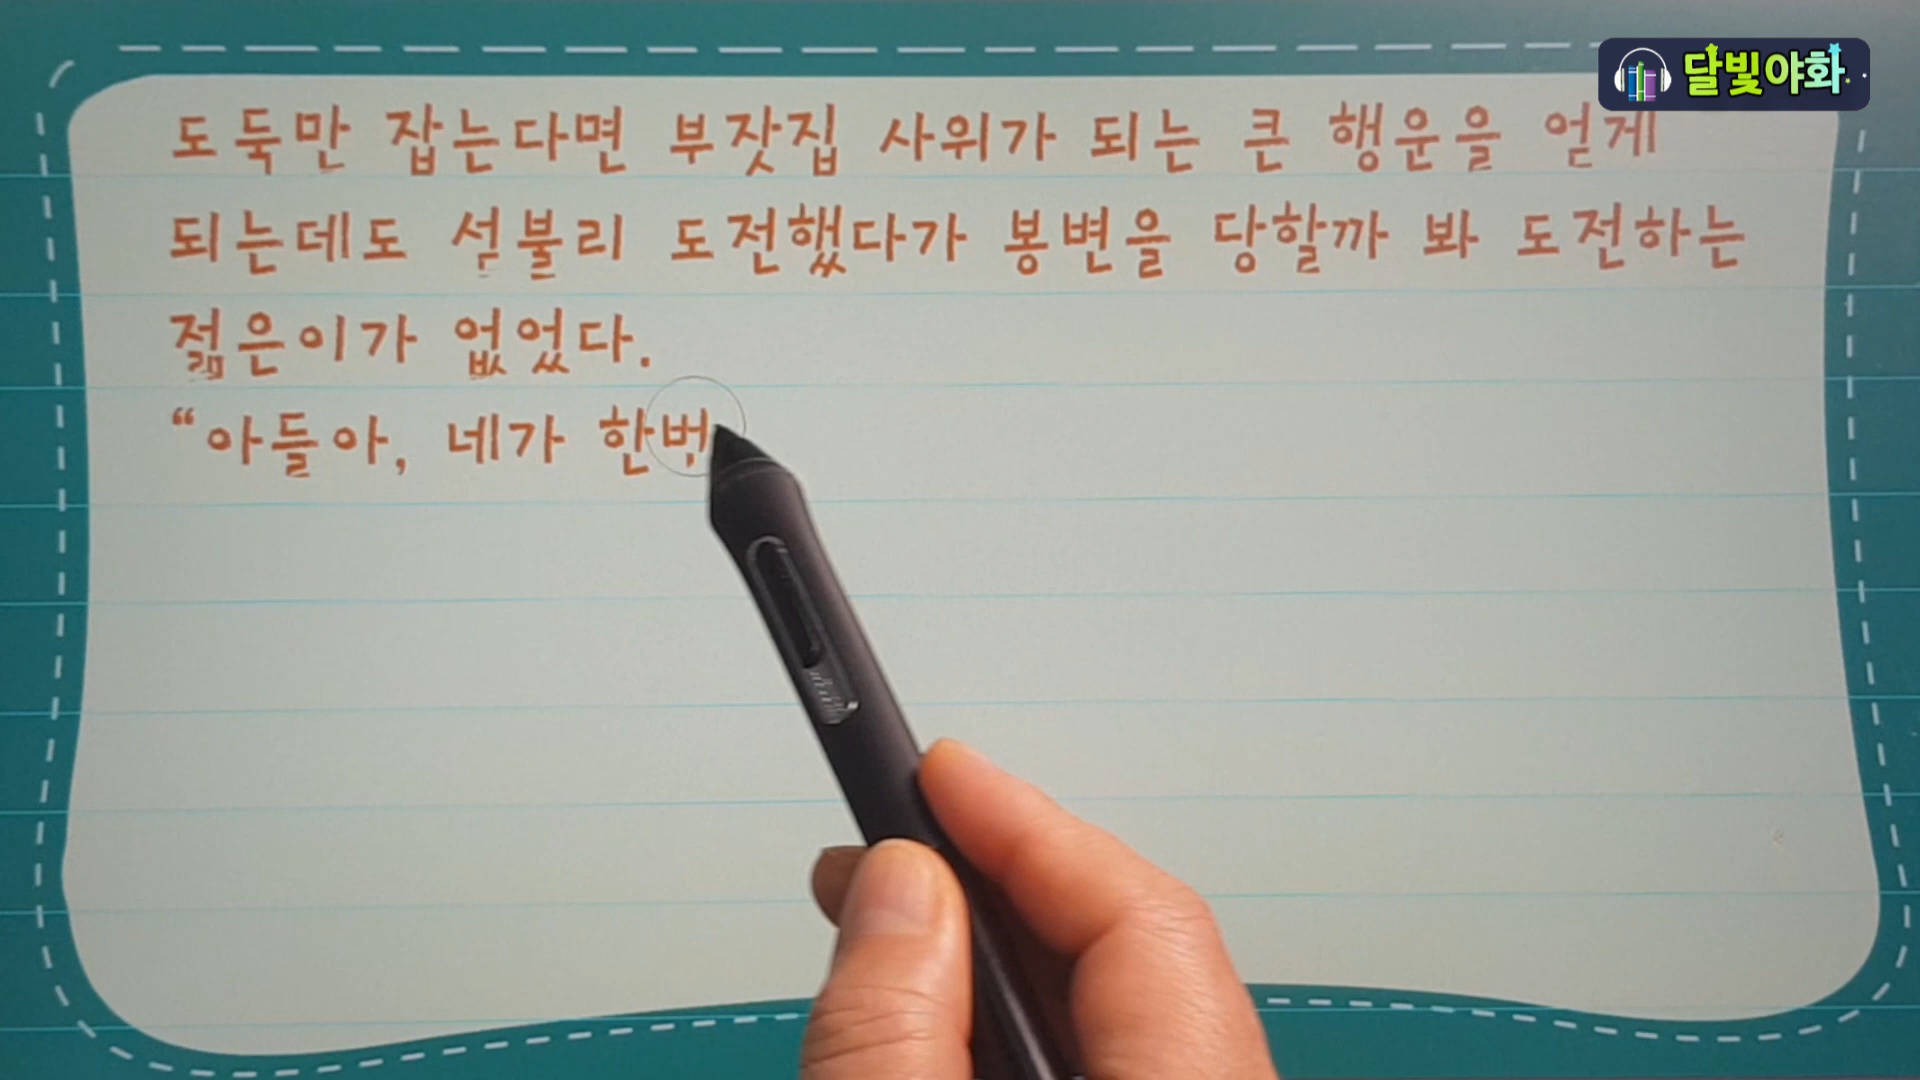 달빛야화
도둑만 잡는다면 부잣집 사위가 되는 큰 행운을 얻게
되는데도 섣불리 도전했다가 봉변을 당할까 봐 도전하는
젊은이가 없었다.
“아들아, 네가 한번